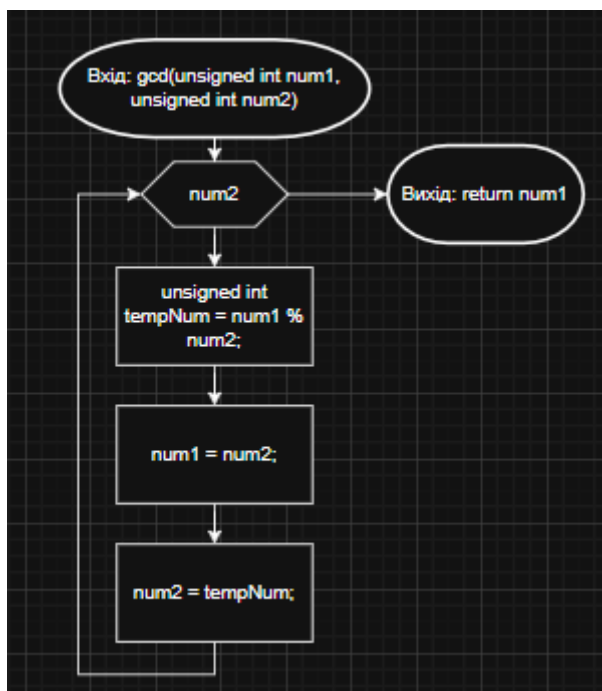 Вхід: gcd(unsigned int num1,
unsigned int num2)
num2
Вихід: return num1
unsigned int
tempNum = num1 %
num2;
num1 = num2;
num2 = tempNum;